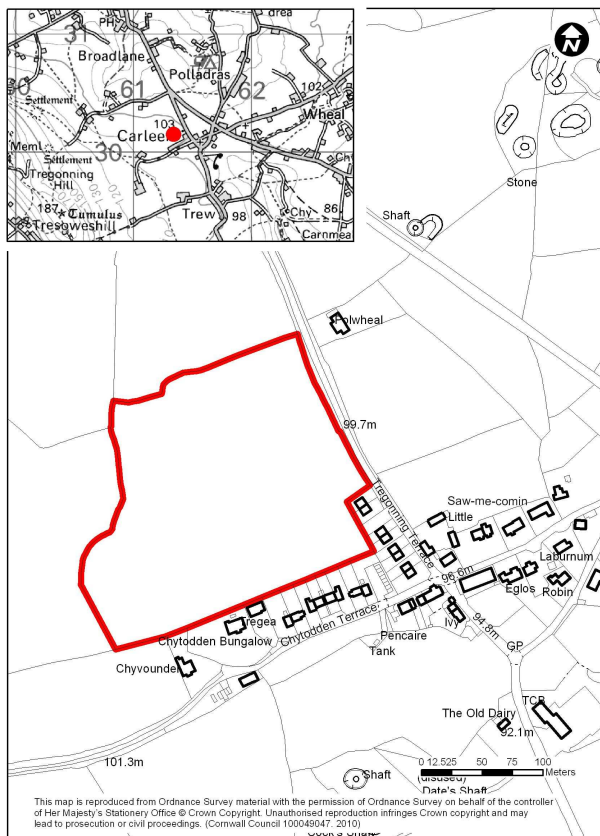 N
31
PH
drea
Broadlane
Polladras
0
Settlement
61
62
102
103
Wheal
Carlee
30
Meml
Settlement
Tregonning
Hill
187
Tumulus
Tresoweshill
Trew
98
Chy
86
Carnmea
Stone
Shaft
Polwheal
99.7m
Tregonning Terrace
Saw-me-comin
Little
Laburnum
96.6m
Eglos
Robin
Tregea
Chytodden Terrace
Chytodden Bungalow
Pencaire
Ivy
94.8m
Tank
GP
Chyvounder
TCB
The Old Dairy
92.1m
101.3m
0 12.525 50 75 100
Meters
Shaft
(disused)
Date's Shaft
This map is reproduced from Ordnance Survey material with the permission of Ordnance Survey on behalf of the controller
of Her Majesty's Stationery Office © Crown Copyright. Unauthorised reproduction infringes Crown copyright and may
lead to prosecution or civil proceedings. (Cornwall Council 100049047. 2010)